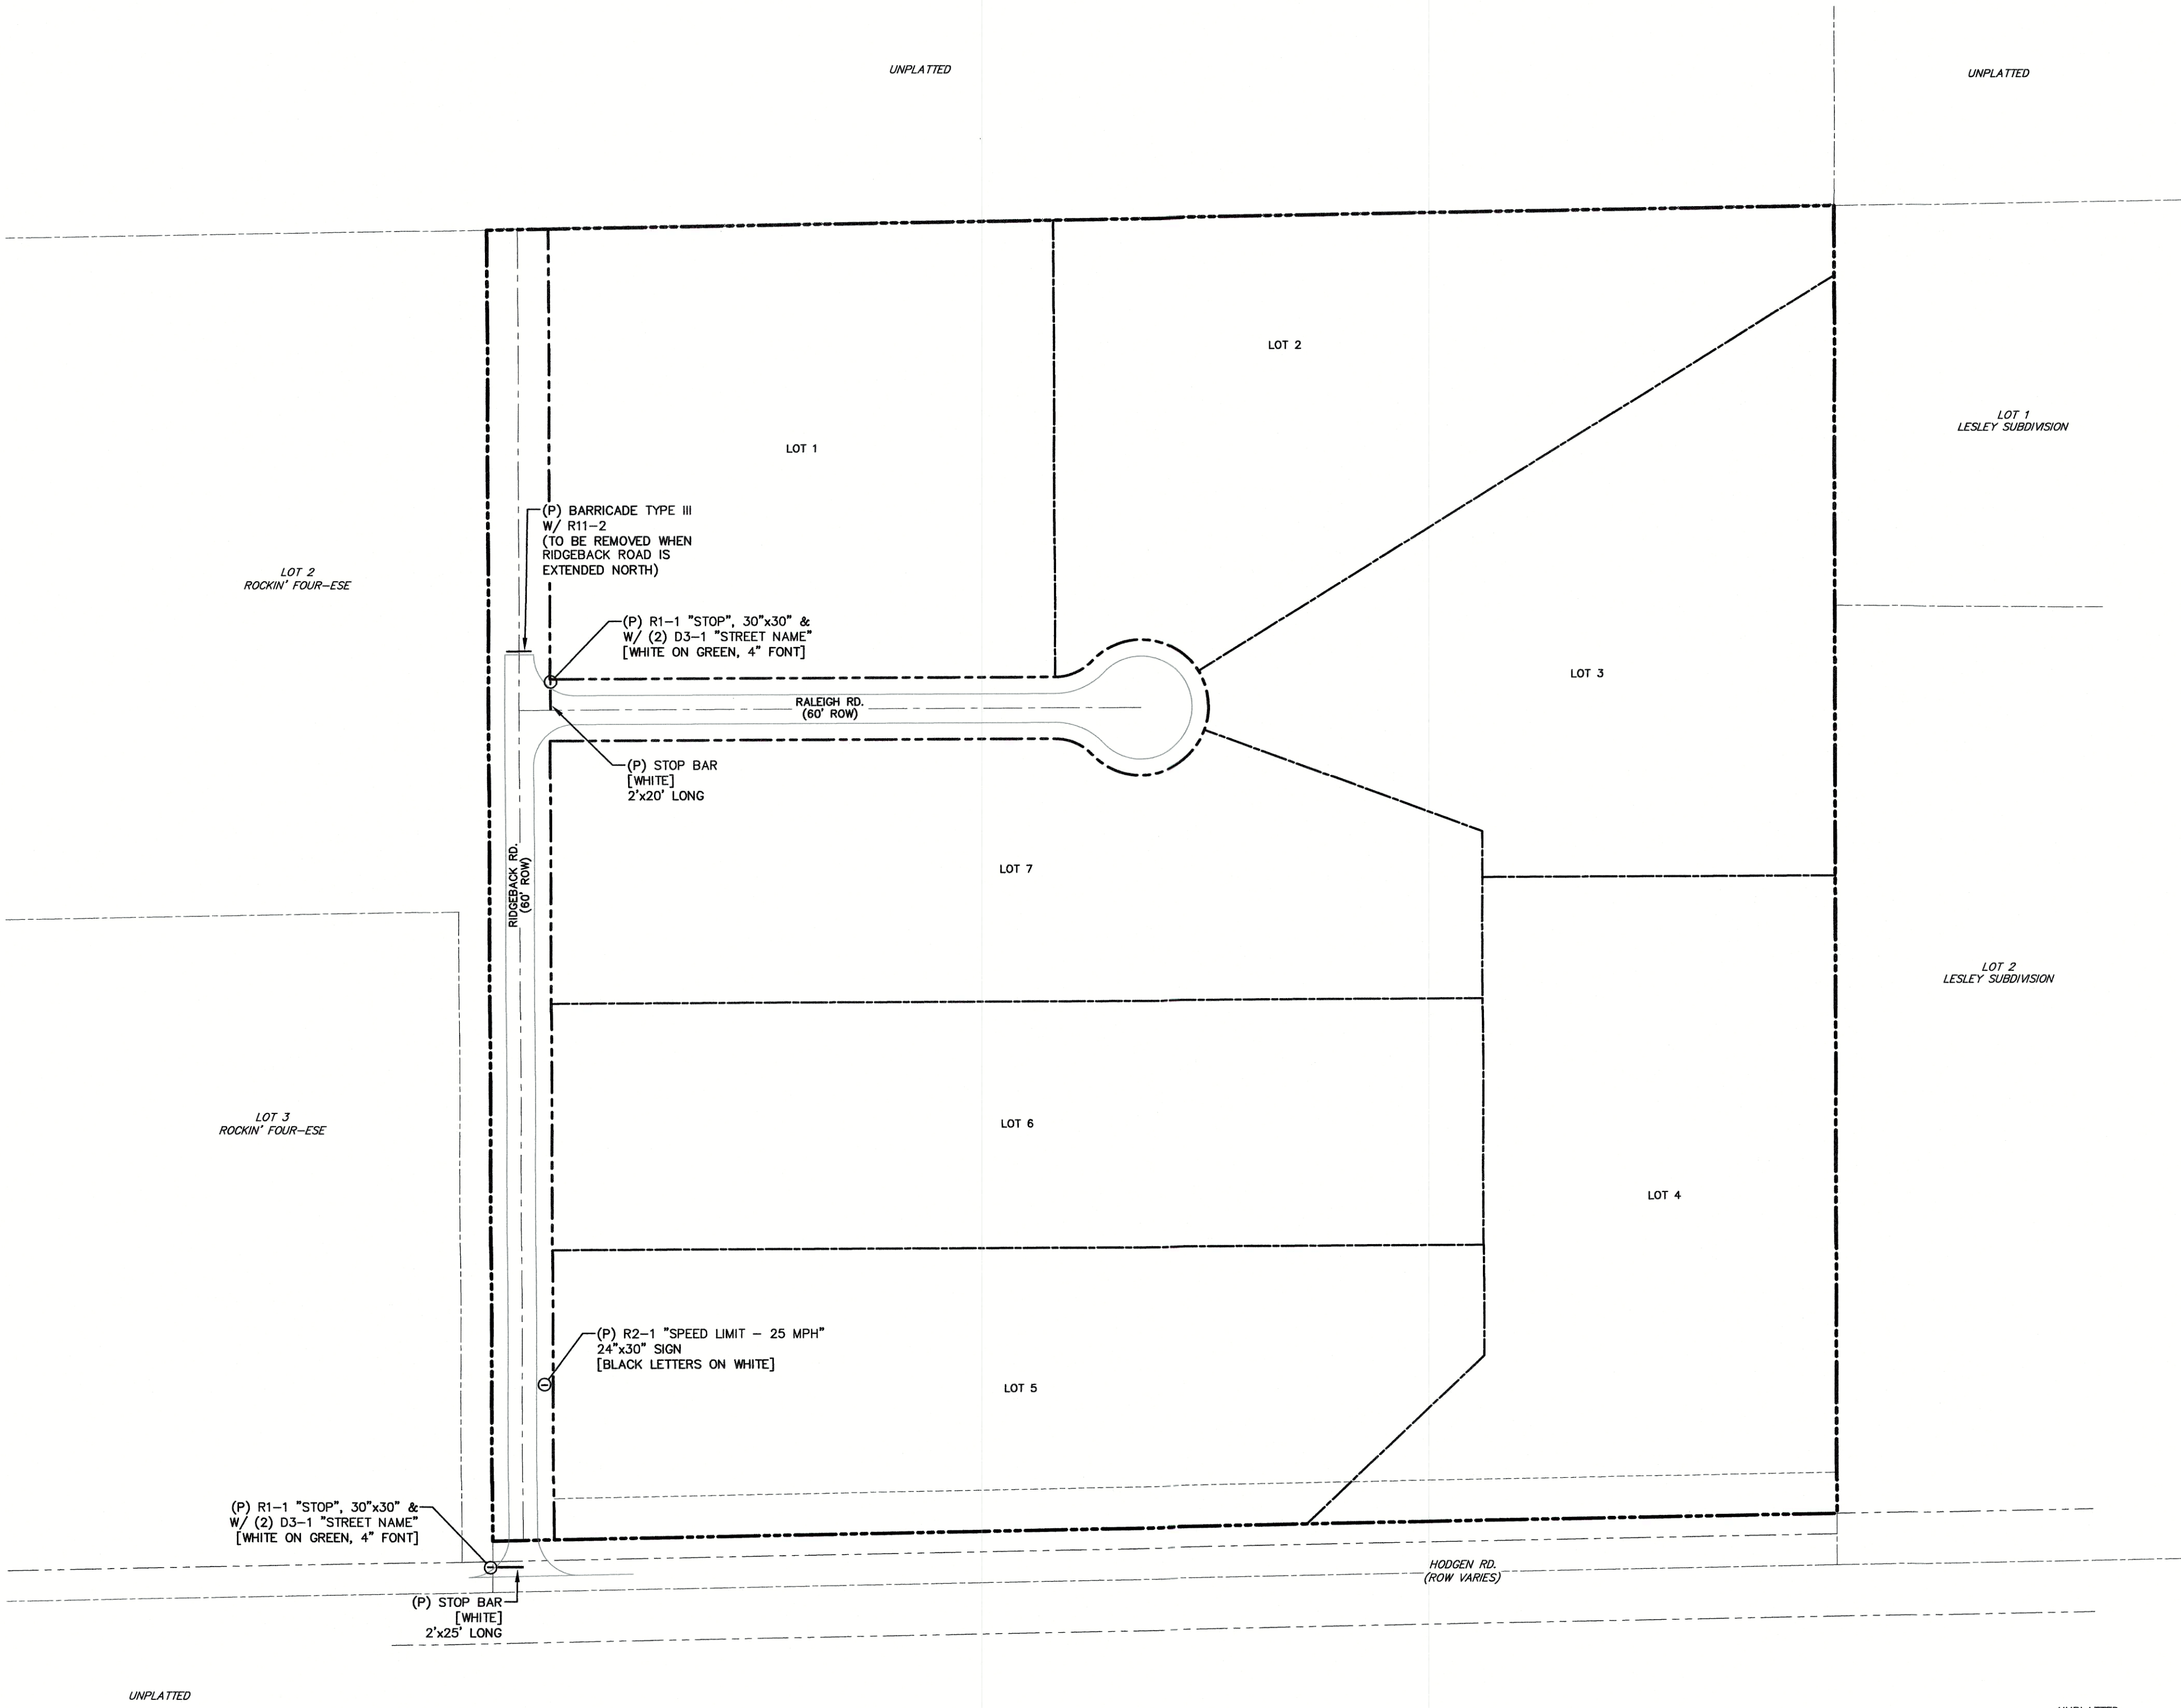 UNPLATTED
UNPLATTED
LOT 2
LOT 1
LESLEY SUBDIVISION
LOT 1
(P) BARRICADE TYPE III
W/ R11-2
(TO BE REMOVED WHEN
RIDGEBACK ROAD IS
EXTENDED NORTH)
LOT 2
ROCKIN' FOUR-ESE
(P) R1-1 "STOP", 30"x30" &
W/ (2) D3-1 "STREET NAME"
[WHITE ON GREEN, 4" FONT]
LOT 3
RALEIGH RD.
(60' ROW)
(P) STOP BAR
[WHITE]
2'x20' LONG
RIDGEBACK RD.
(60' ROW)
LOT 7
LOT 2
LESLEY SUBDIVISION
LOT 3
ROCKIN' FOUR-ESE
LOT 6
LOT 4
(P) R2-1 "SPEED LIMIT - 25 MPH"
24"x30" SIGN
[BLACK LETTERS ON WHITE]
LOT 5
(P) R1-1 "STOP", 30"x30" &
W/ (2) D3-1 "STREET NAME"
[WHITE ON GREEN, 4" FONT]
HODGEN RD.
(ROW VARIES)
(P) STOP BAR
[WHITE]
2'x25' LONG
UNPLATTED